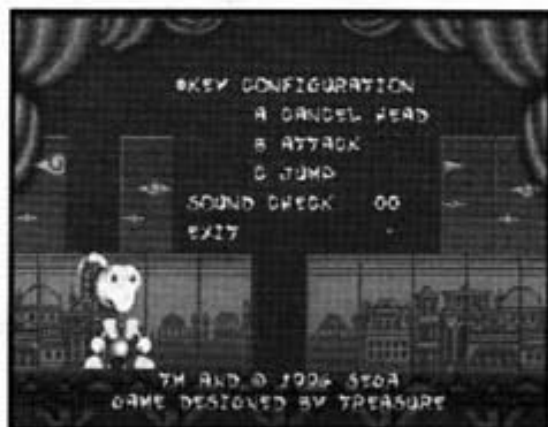 KEY CONFIGURATION
A CANCEL HEAD
B ATTACK
C JUMP
SOUND CHECK 00
EXIT
TM AND © 1994 SEGA
GAME DESIGNED BY TREASURE